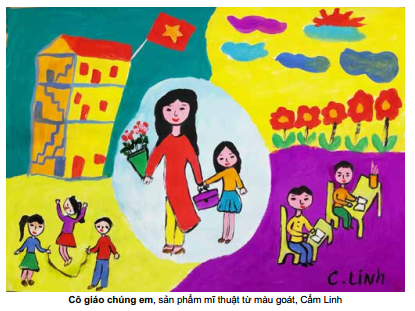 C. Linh
Cô giáo chúng em, sản phẩm mĩ thuật từ màu goát, Cẩm Linh